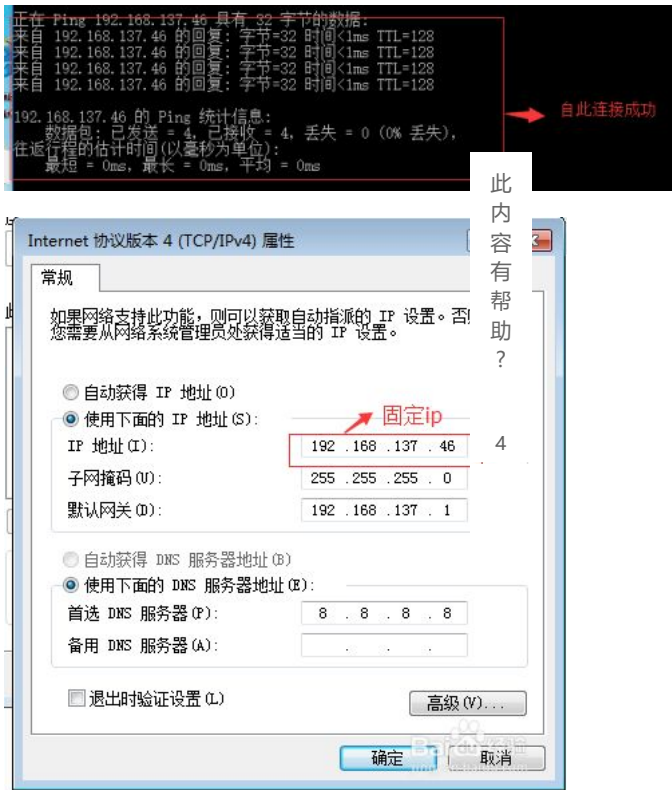 正在 Ping 192.168.137.46 具有 32 字节的数据:
来自 192.168.137.46 的回复: 字节=32 时间<1ms TTL=128
来自 192.168.137.46 的回复: 字节=32 时间<1ms TTL=128
来自 192.168.137.46 的回复: 字节=32 时间<1ms TTL=128
来自 192.168.137.46 的回复: 字节=32 时间<1ms TTL=128
192.168.137.46 的 Ping 统计信息:
数据包: 已发送 = 4，已接收 = 4，丢失 = 0 (0% 丢失)，
往返行程的估计时间(以毫秒为单位):
最短 = 0ms，最长 = 0ms，平均 = 0ms
自此连接成功
此
内
容
有
帮
助
?
4
Internet 协议版本 4 (TCP/IPv4) 属性
常规
如果网络支持此功能，则可以获取自动指派的 IP 设置。否
您需要从网络系统管理员处获得适当的 IP 设置。
自动获得 IP 地址(O)
使用下面的 IP 地址(S):
固定ip
IP 地址(I): 192 .168 .137 . 46
子网掩码(U): 255 .255 .255 . 0
默认网关(D): 192 .168 .137 . 1
自动获得 DNS 服务器地址(B)
使用下面的 DNS 服务器地址(E):
首选 DNS 服务器(P): 8 . 8 . 8 . 8
备用 DNS 服务器(A): . . .
退出时验证设置(L)
高级(V)...
Baidu 经验
确定 取消